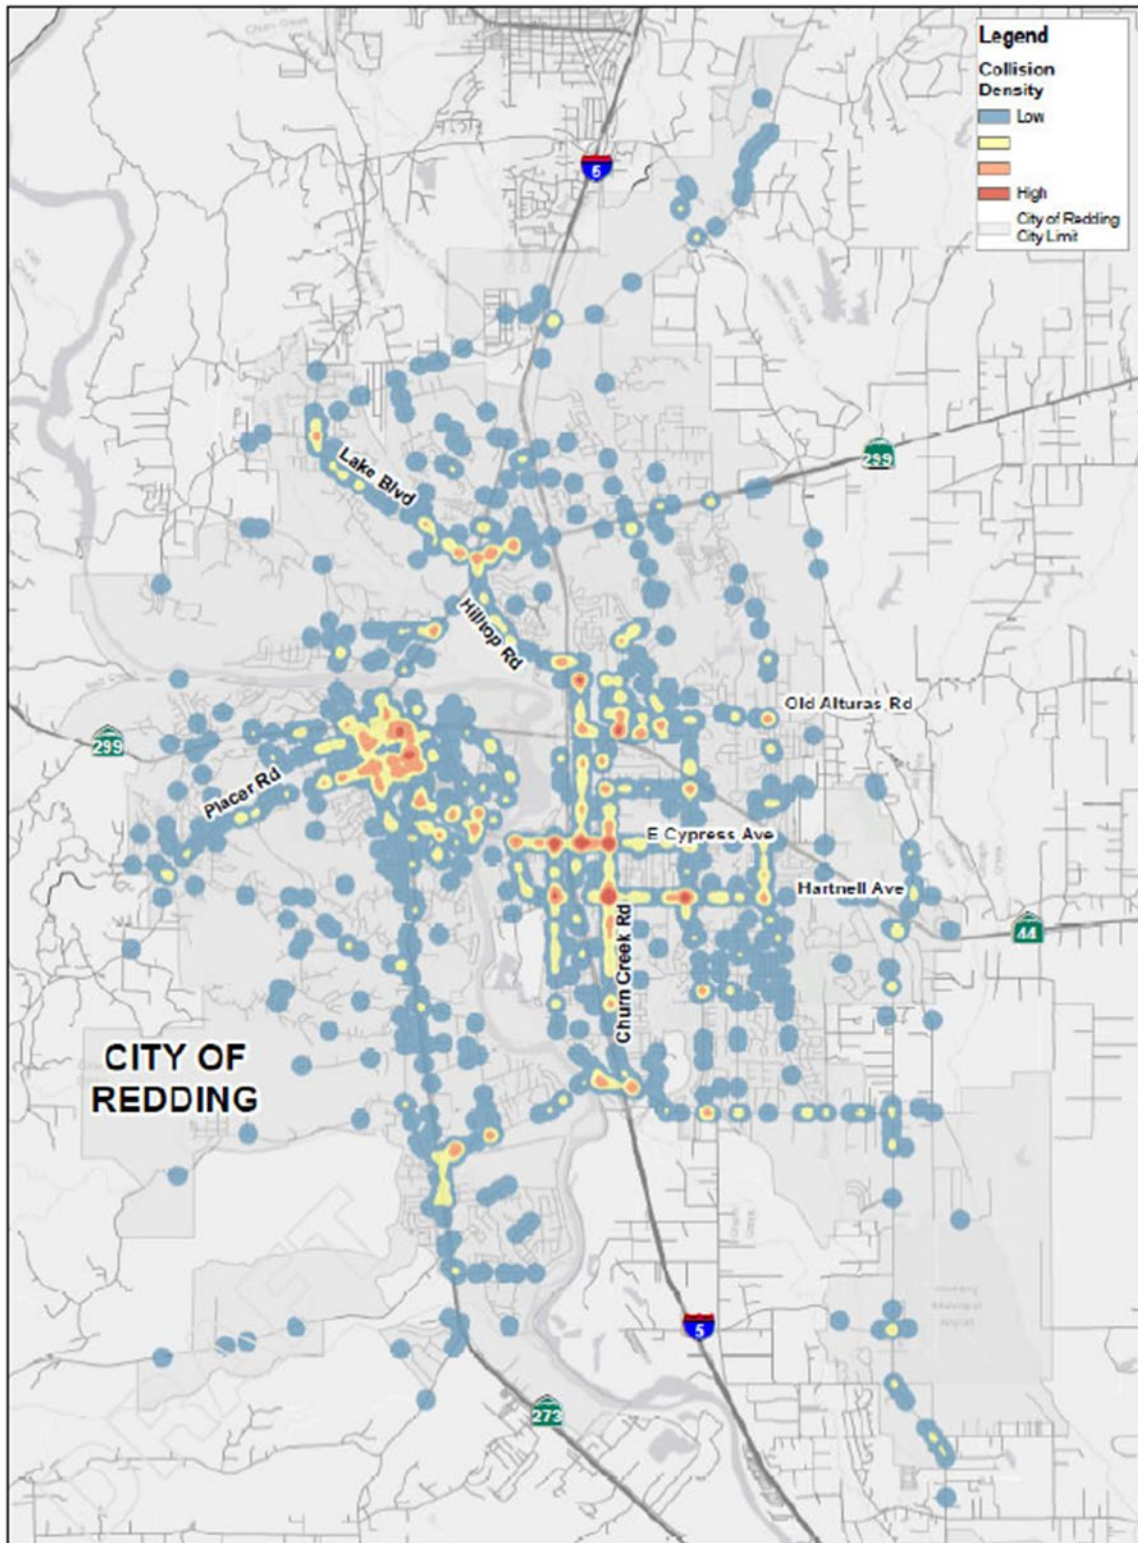 Legend
Collision
Density
Low
High
City of Redding
City Limit
5
299
Lake Blvd
Hilltop Rd
Old Alturas Rd
299
Placer Rd
E Cypress Ave
Hartnell Ave
44
Churn Creek Rd
CITY OF
REDDING
5
273